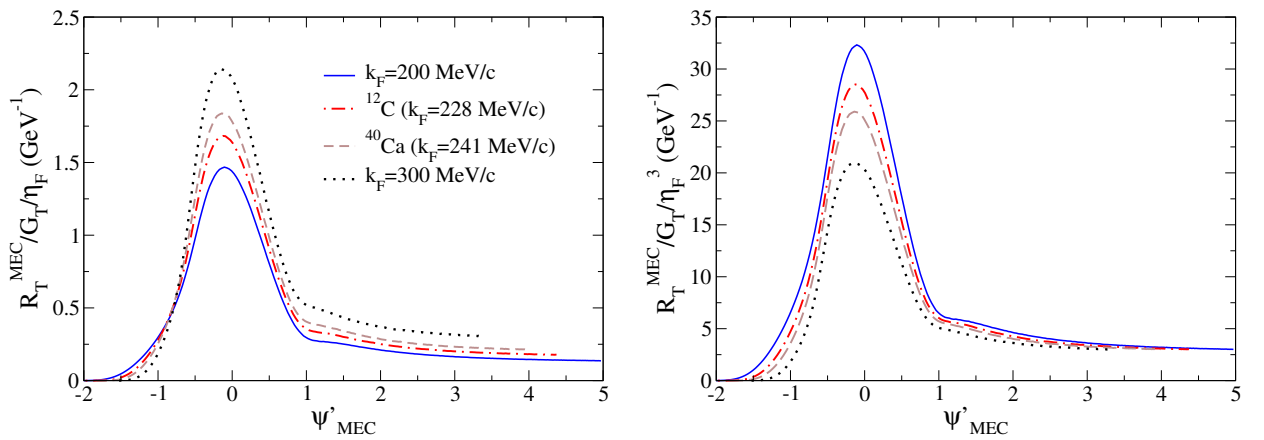 R_T^MEC/G_T/η_F (GeV^-1)
2.5
2
1.5
1
0.5
0
k_F=200 MeV/c
^12C (k_F=228 MeV/c)
^40Ca (k_F=241 MeV/c)
k_F=300 MeV/c
-2 -1 0 1 2 3 4 5
ψ'_MEC
R_T^MEC/G_T/η_F^3 (GeV^-1)
35
30
25
20
15
10
5
0
-2 -1 0 1 2 3 4 5
ψ'_MEC